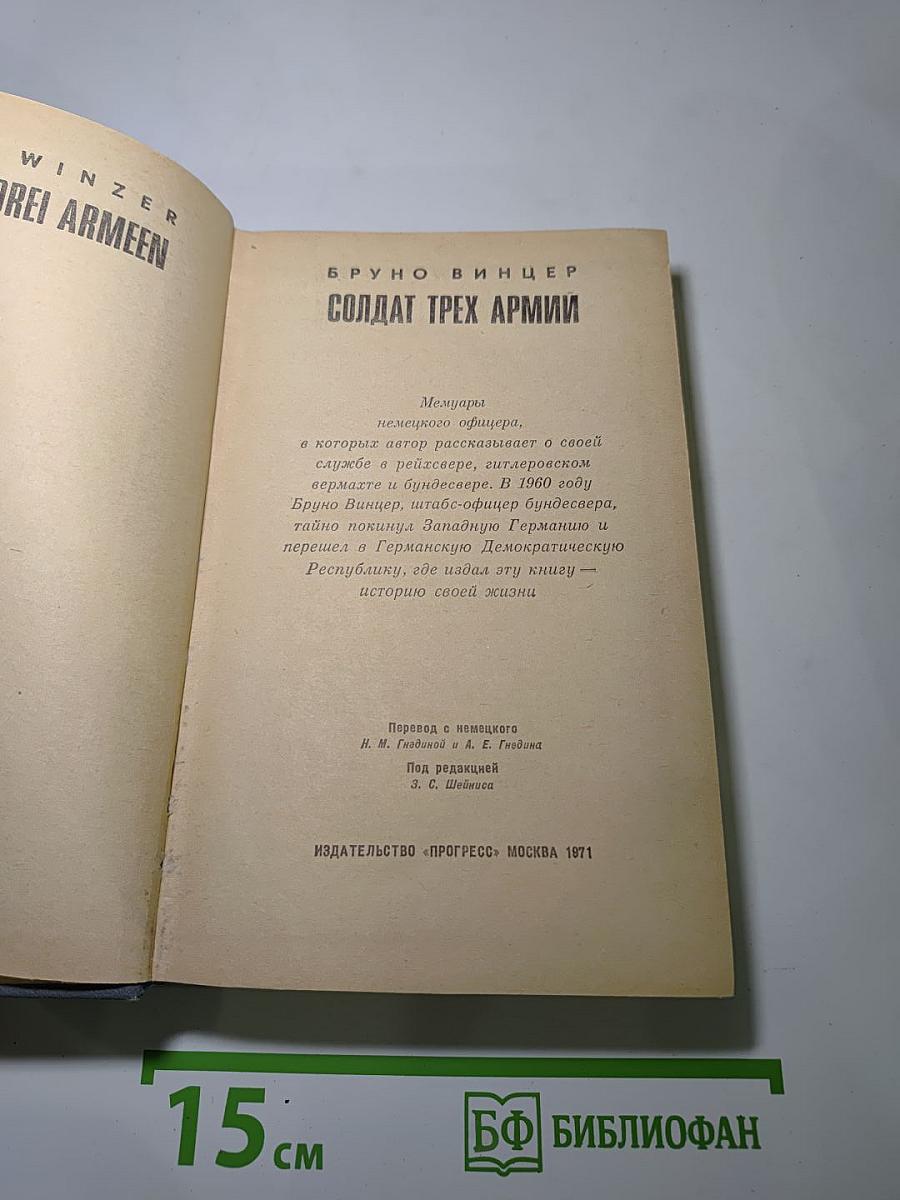 WINZER
DREI ARMEEN
БРУНО ВИНЦЕР
СОЛДАТ ТРЕХ АРМИЙ
Мемуары
немецкого офицера,
в которых автор рассказывает о своей
службе в рейхсвере, гитлеровском
вермахте и бундесвере. В 1960 году
Бруно Винцер, штабс-офицер бундесвера,
тайно покинул Западную Германию и
перешел в Германскую Демократическую
Республику, где издал эту книгу —
историю своей жизни
Перевод с немецкого
Н. М. Гнединой и А. Е. Гнедина
Под редакцией
З. С. Шейниса
ИЗДАТЕЛЬСТВО «ПРОГРЕСС» МОСКВА 1971
15 см
БФ БИБЛИОФАН